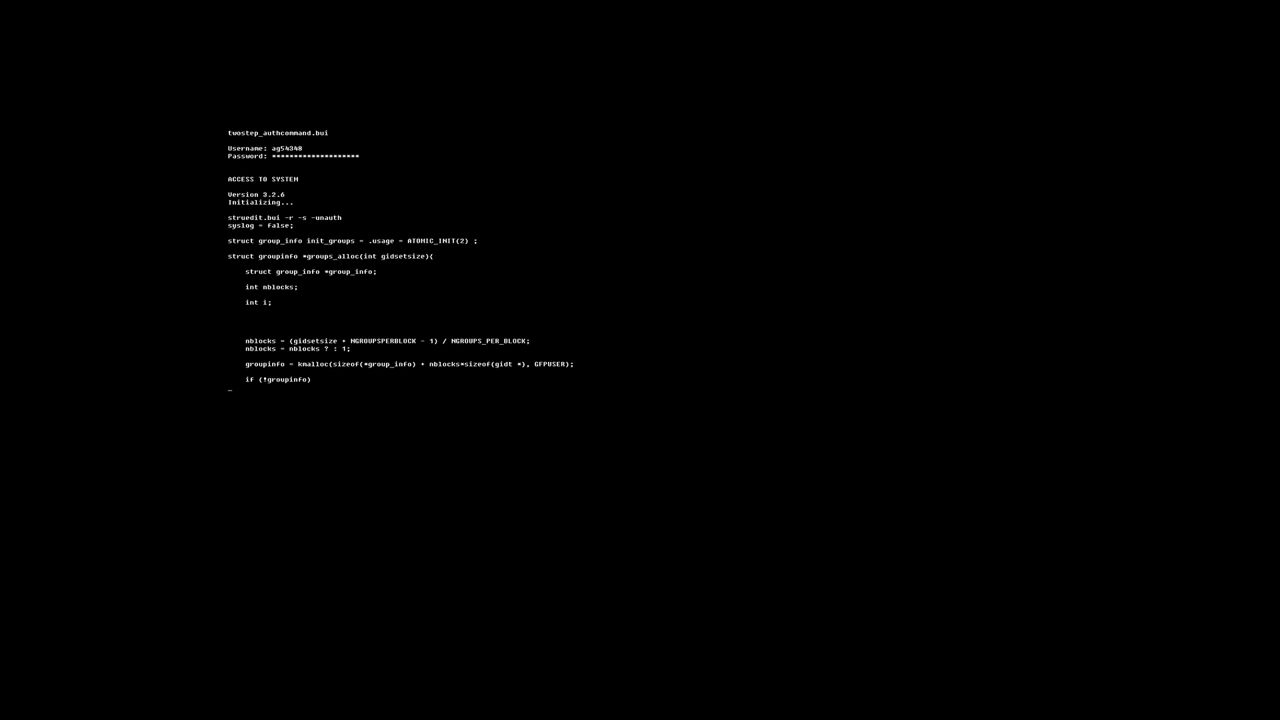 twostep_authcommand.bui
Username: ag54348
Password: ********************
ACCESS TO SYSTEM
Version 3.2.6
Initializing...
struedit.bui -r -s -unauth
syslog = false;
struct group_info init_groups = .usage = ATOMIC_INIT(2) ;
struct groupinfo *groups_alloc(int gidsetsize){
struct group_info *group_info;
int nblocks;
int i;
nblocks = (gidsetsize + NGROUPSPERBLOCK - 1) / NGROUPS_PER_BLOCK;
nblocks = nblocks ? : 1;
groupinfo = kmalloc(sizeof(*group_info) + nblocks*sizeof(gidt *), GFPUSER);
if (!groupinfo)
_